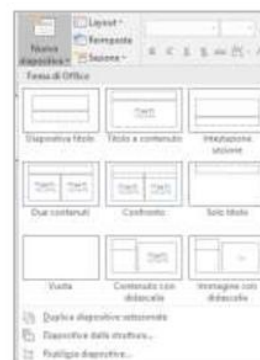 Nuova
diapositiva
Layout
Reimposta
Sezione
G C S S
Tema di Office
Diapositiva titolo
Titolo e contenuto
Intestazione
sezione
Due contenuti
Confronto
Solo titolo
Vuota
Contenuto con
didascalia
Immagine con
didascalia
Duplica diapositive selezionate
Diapositive dalla struttura...
Riutilizza diapositive...